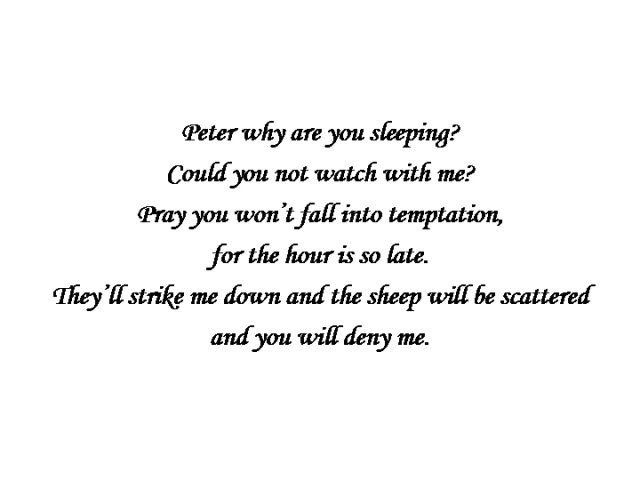 Peter why are you sleeping?
Could you not watch with me?
Pray you won't fall into temptation,
for the hour is so late.
They'll strike me down and the sheep will be scattered
and you will deny me.